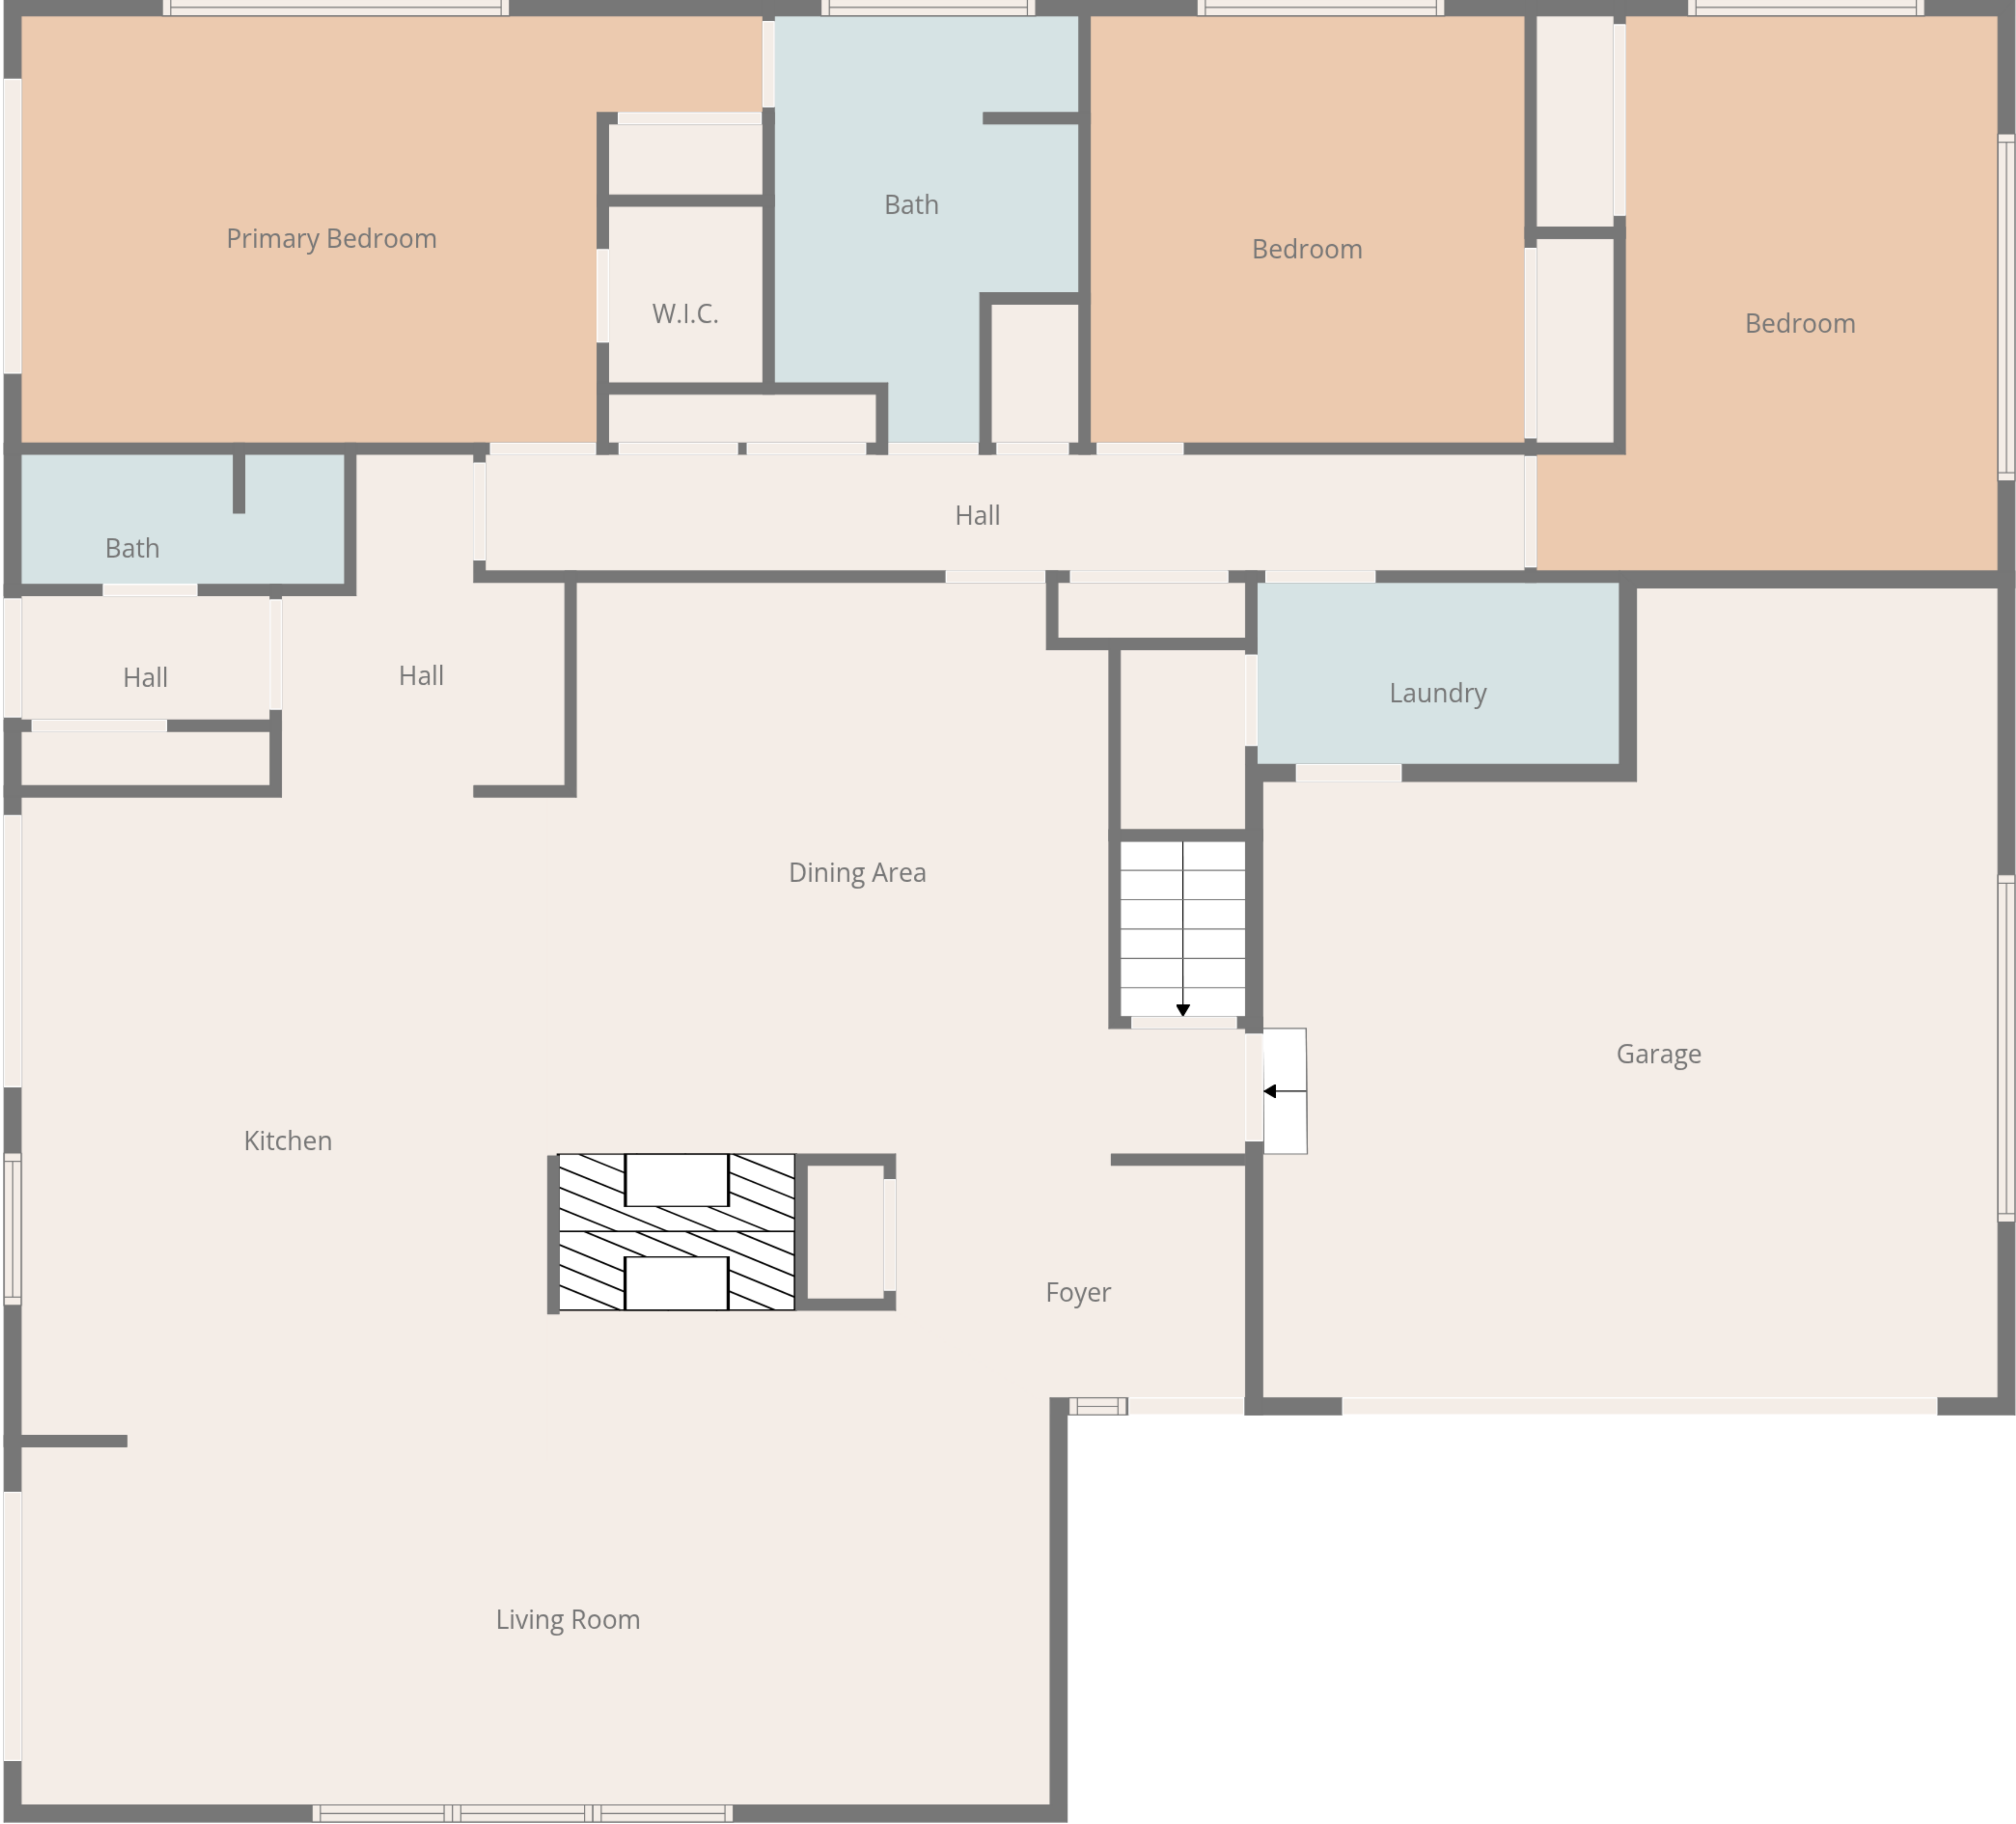 Primary Bedroom
W.I.C.
Bath
Bedroom
Bedroom
Bath
Hall
Hall
Hall
Laundry
Dining Area
Kitchen
Garage
Foyer
Living Room